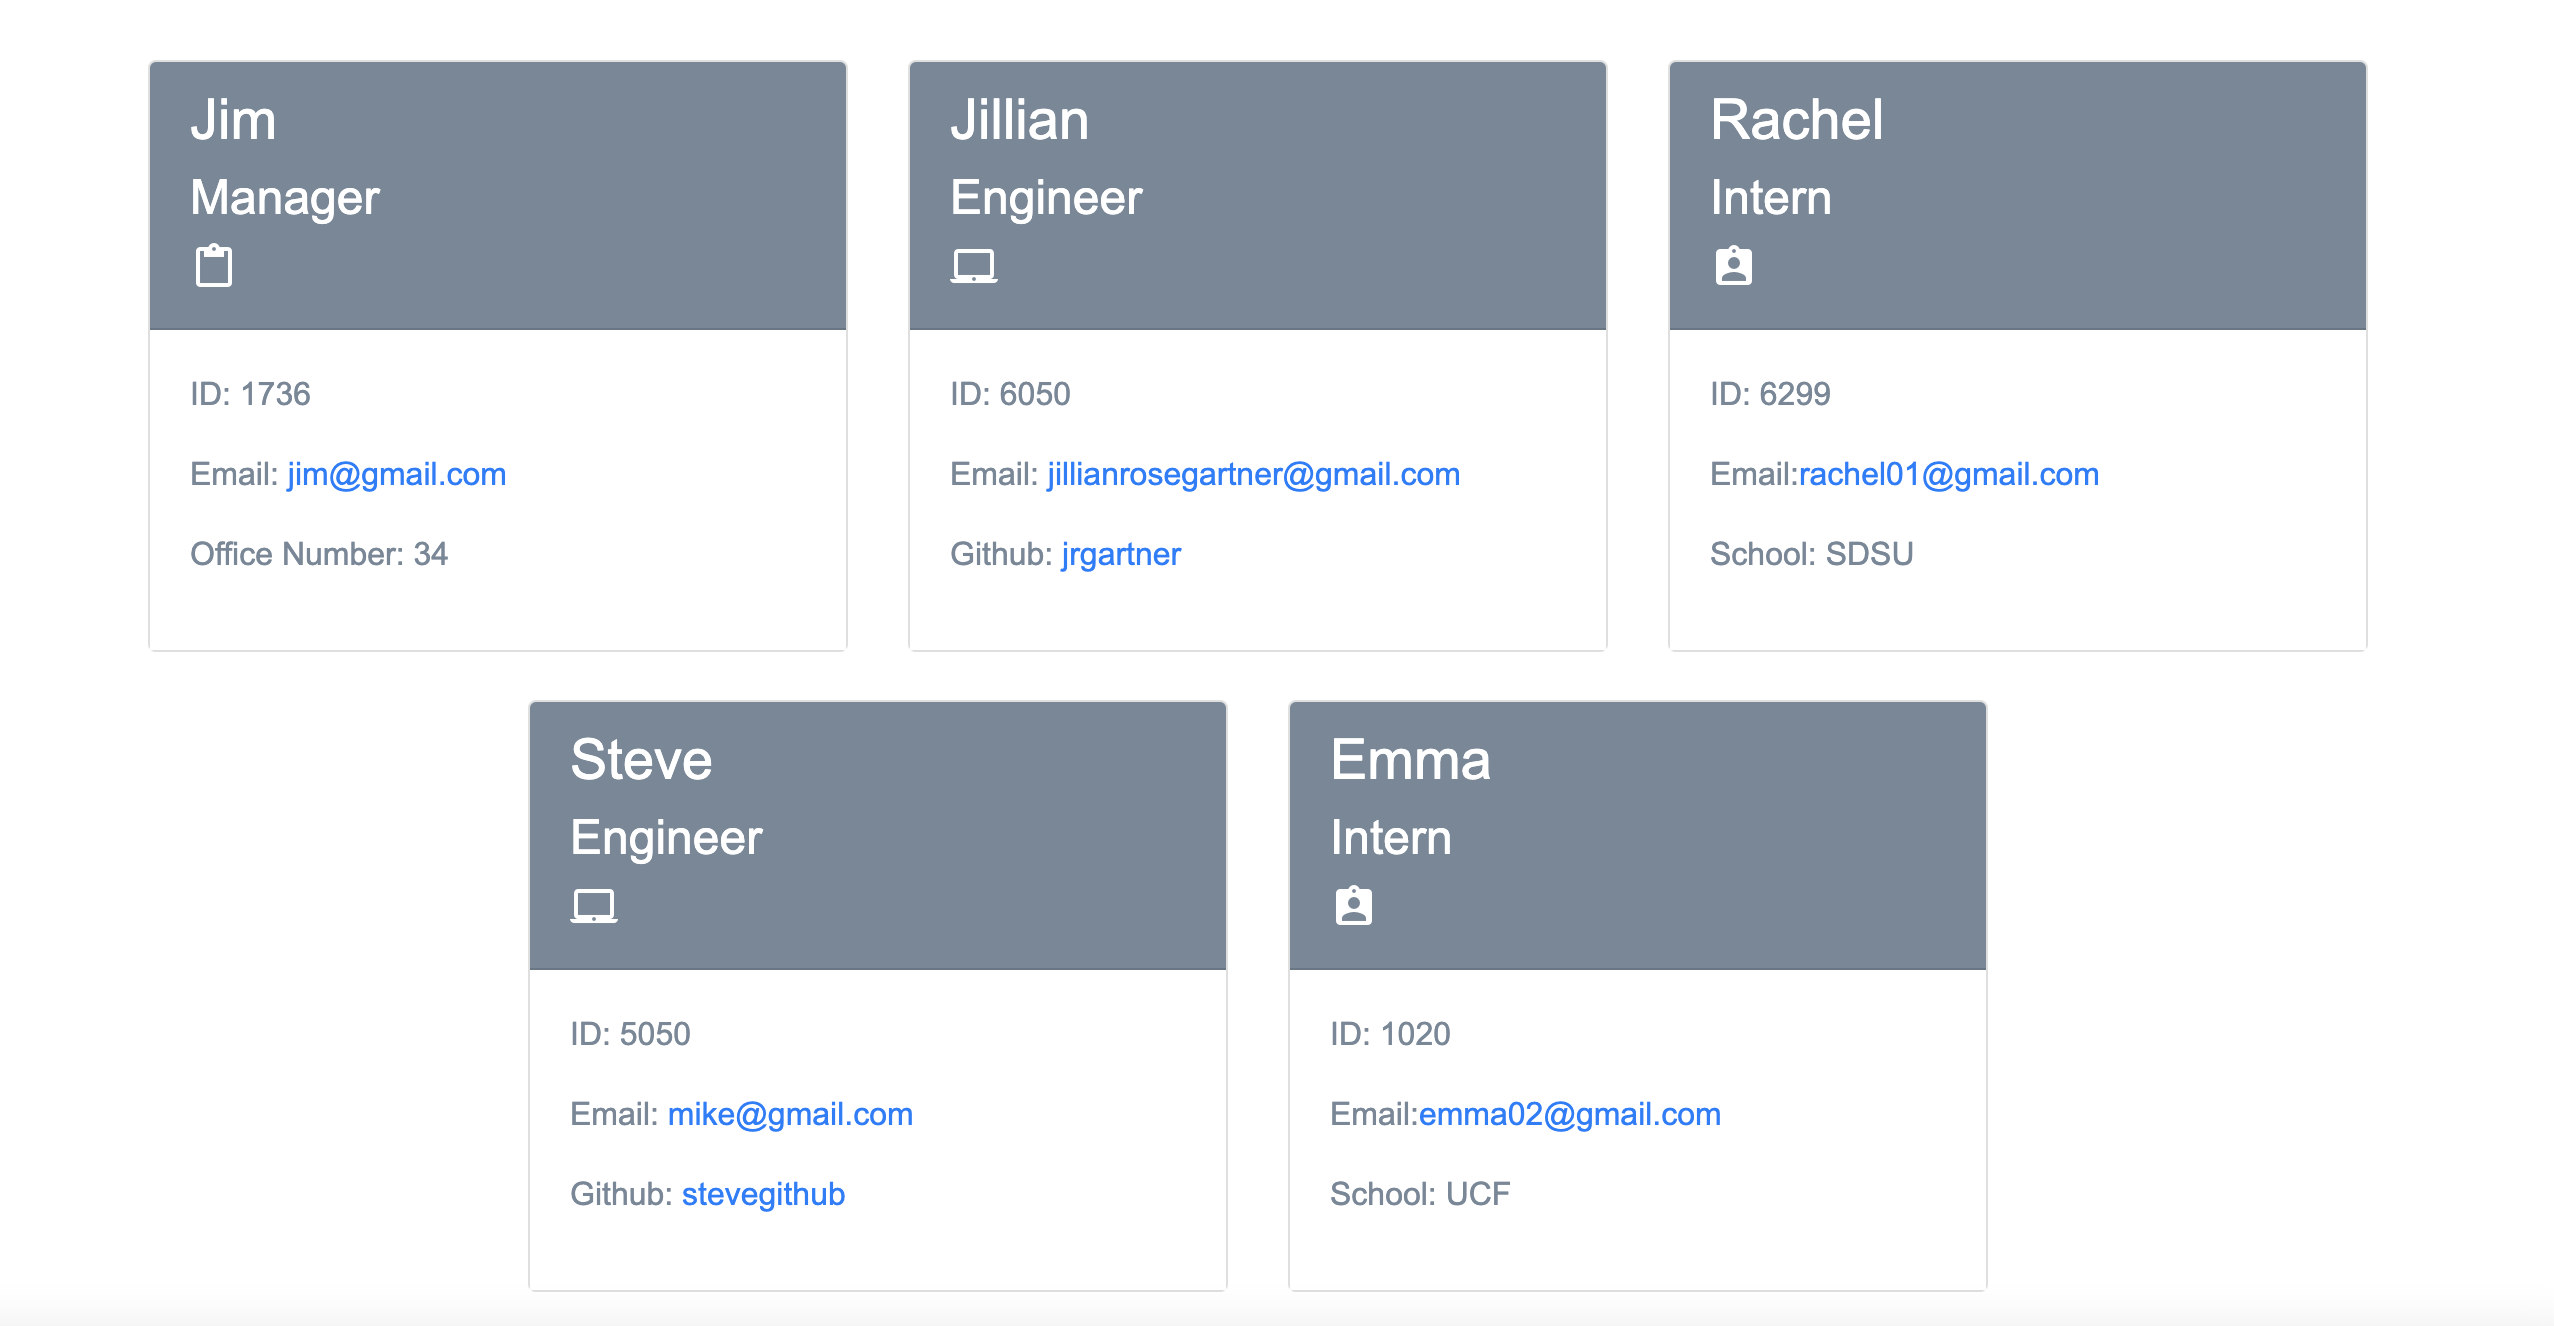 Jim
Manager
ID: 1736
Email: jim@gmail.com
Office Number: 34
Jillian
Engineer
ID: 6050
Email: jillianrosegartner@gmail.com
Github: jrgartner
Rachel
Intern
ID: 6299
Email:rachel01@gmail.com
School: SDSU
Steve
Engineer
ID: 5050
Email: mike@gmail.com
Github: stevegithub
Emma
Intern
ID: 1020
Email:emma02@gmail.com
School: UCF